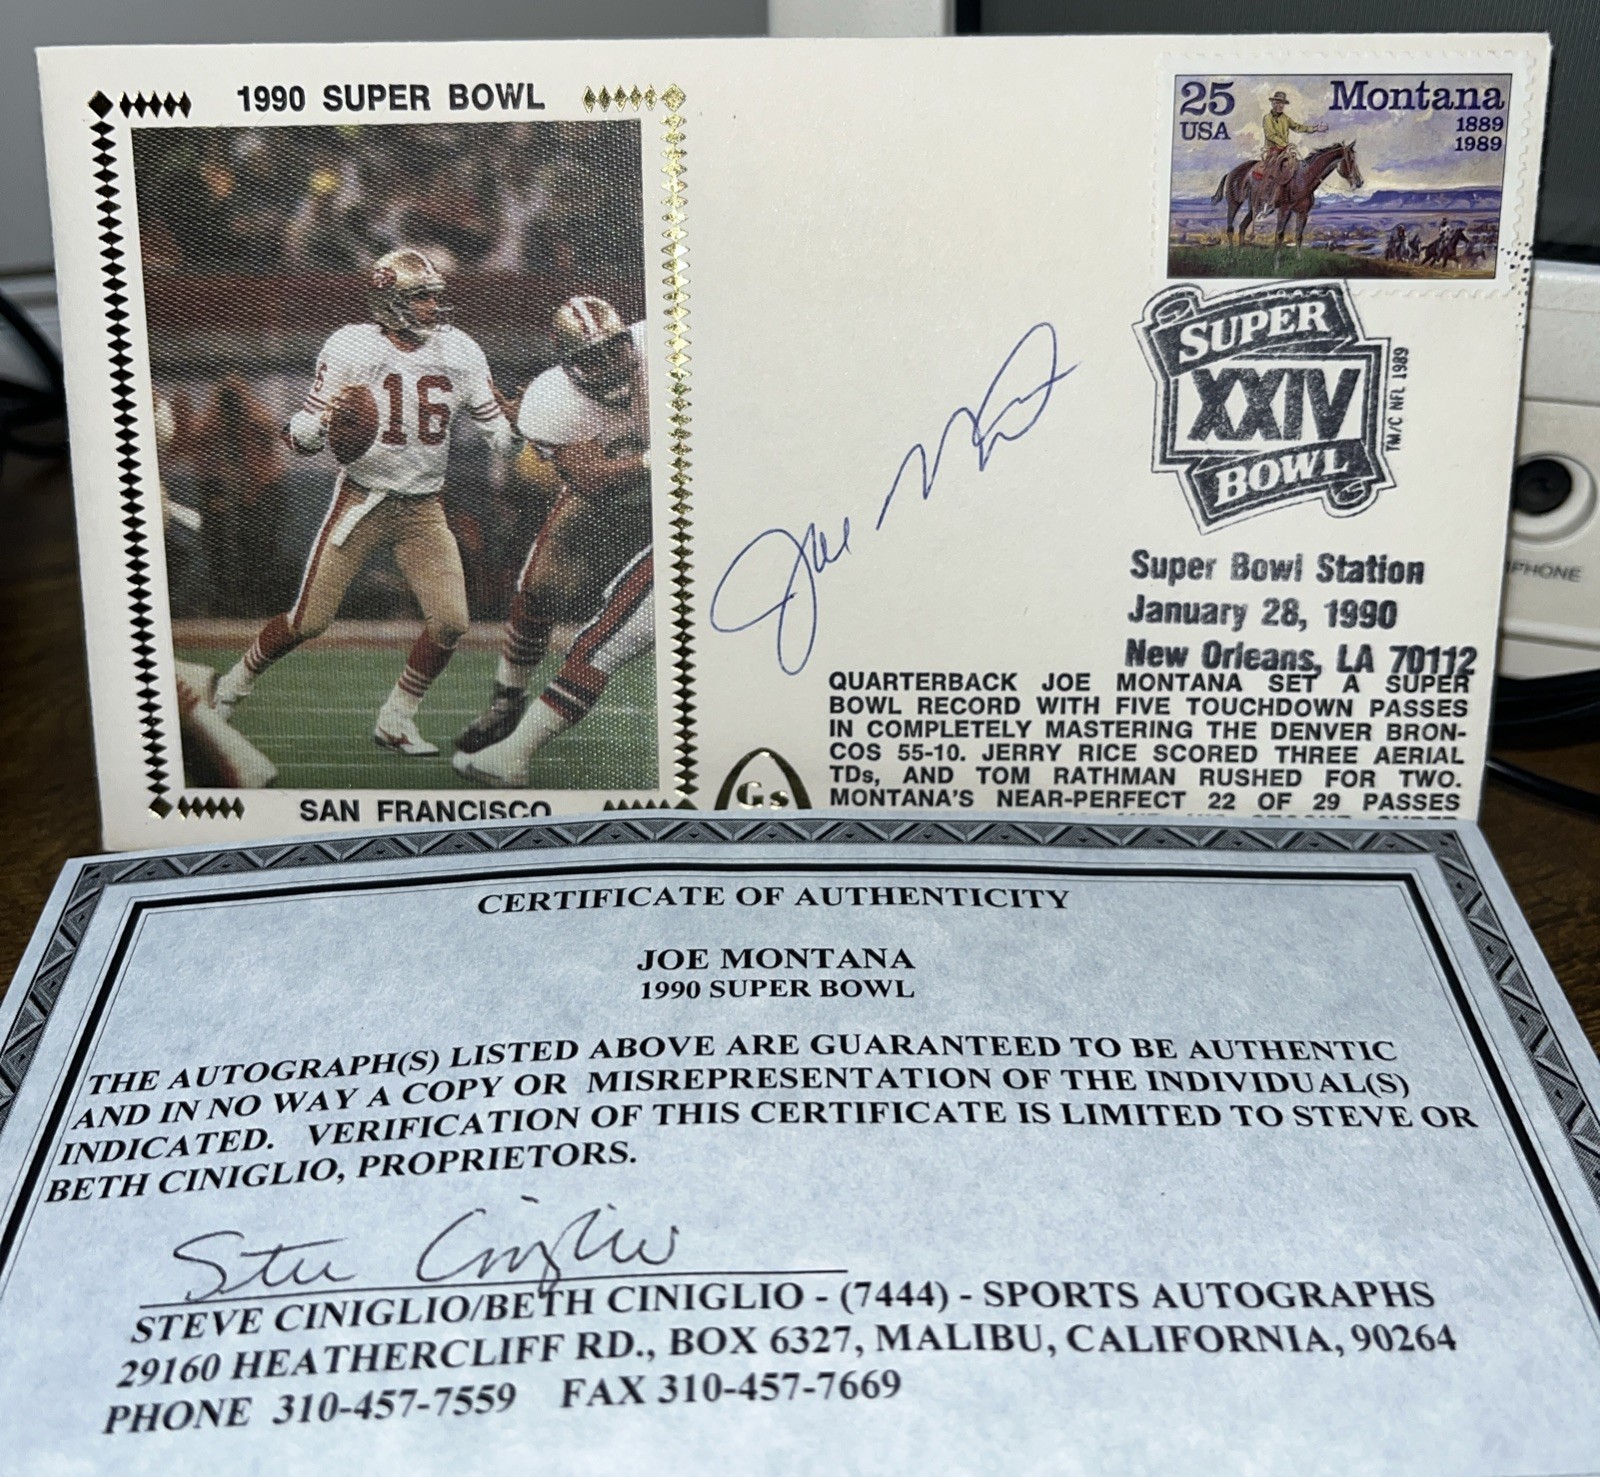 1990 SUPER BOWL
25
USA
Montana
1889
1989
16
SUPER
XXIV
BOWL
TM/© NFL 1989
Joe Montana
Super Bowl Station
January 28, 1990
New Orleans, LA 70112
QUARTERBACK JOE MONTANA SET A SUPER
BOWL RECORD WITH FIVE TOUCHDOWN PASSES
IN COMPLETELY MASTERING THE DENVER BRON-
COS 55-10. JERRY RICE SCORED THREE AERIAL
TDs, AND TOM RATHMAN RUSHED FOR TWO.
MONTANA'S NEAR-PERFECT 22 OF 29 PASSES
Gs
SAN FRANCISCO
PHONE
CERTIFICATE OF AUTHENTICITY
JOE MONTANA
1990 SUPER BOWL
THE AUTOGRAPH(S) LISTED ABOVE ARE GUARANTEED TO BE AUTHENTIC
AND IN NO WAY A COPY OR MISREPRESENTATION OF THE INDIVIDUAL(S)
INDICATED. VERIFICATION OF THIS CERTIFICATE IS LIMITED TO STEVE OR
BETH CINIGLIO, PROPRIETORS.
Steve Ciniglio
STEVE CINIGLIO/BETH CINIGLIO - (7444) - SPORTS AUTOGRAPHS
29160 HEATHERCLIFF RD., BOX 6327, MALIBU, CALIFORNIA, 90264
PHONE 310-457-7559 FAX 310-457-7669